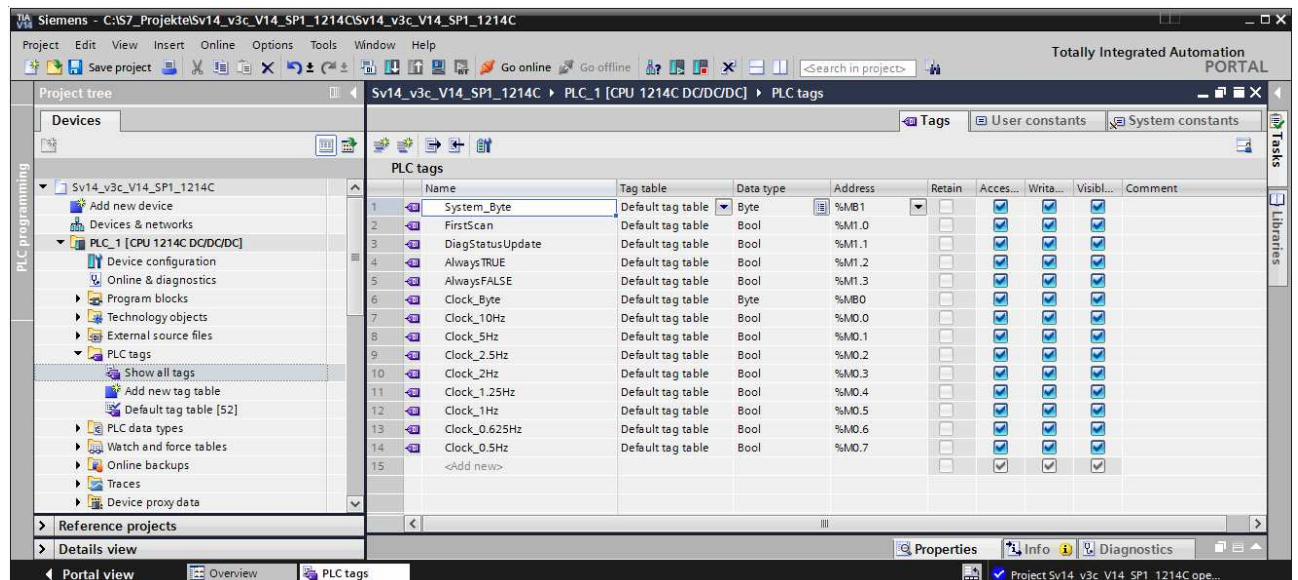 TIA V14 Siemens - C:\S7_Projekte\Sv14_v3c_V14_SP1_1214C\Sv14_v3c_V14_SP1_1214C
Project Edit View Insert Online Options Tools Window Help
Totally Integrated Automation
PORTAL
Save project Go online Go offline <Search in project>
Project tree
Sv14_v3c_V14_SP1_1214C PLC_1 [CPU 1214C DC/DC/DC] PLC tags
Devices
Tags User constants System constants
PLC programming
Tasks
Libraries
Sv14_v3c_V14_SP1_1214C
Add new device
Devices & networks
PLC_1 [CPU 1214C DC/DC/DC]
Device configuration
Online & diagnostics
Program blocks
Technology objects
External source files
PLC tags
Show all tags
Add new tag table
Default tag table [52]
PLC data types
Watch and force tables
Online backups
Traces
Device proxy data
Reference projects
Details view
PLC tags
Name Tag table Data type Address Retain Acces... Writa... Visibl... Comment
1 System_Byte Default tag table Byte %MB1
2 FirstScan Default tag table Bool %M1.0
3 DiagStatusUpdate Default tag table Bool %M1.1
4 AlwaysTRUE Default tag table Bool %M1.2
5 AlwaysFALSE Default tag table Bool %M1.3
6 Clock_Byte Default tag table Byte %MB0
7 Clock_10Hz Default tag table Bool %M0.0
8 Clock_5Hz Default tag table Bool %M0.1
9 Clock_2.5Hz Default tag table Bool %M0.2
10 Clock_2Hz Default tag table Bool %M0.3
11 Clock_1.25Hz Default tag table Bool %M0.4
12 Clock_1Hz Default tag table Bool %M0.5
13 Clock_0.625Hz Default tag table Bool %M0.6
14 Clock_0.5Hz Default tag table Bool %M0.7
15 <Add new>
Properties Info Diagnostics
Portal view Overview PLC tags Project Sv14_v3c_V14_SP1_1214C ope...